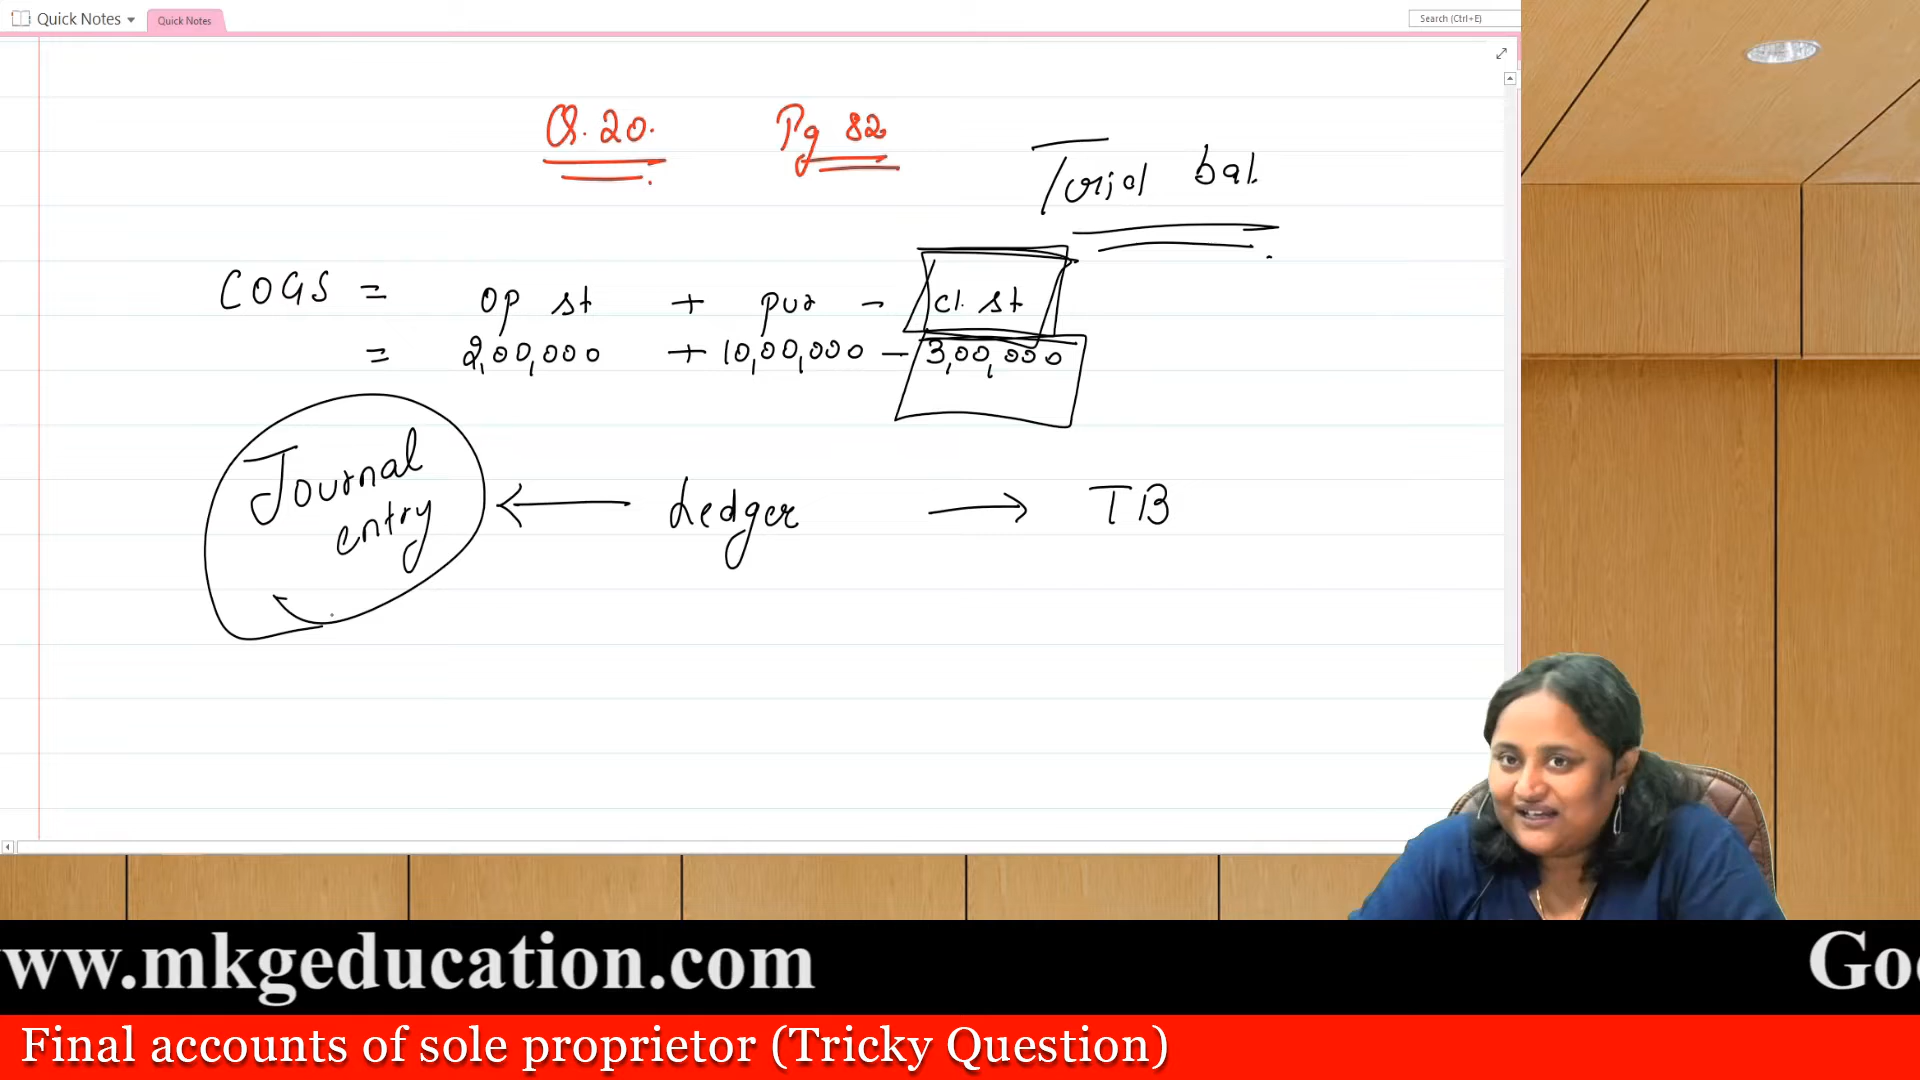 Quick Notes
Quick Notes
Search (Ctrl+E)
Q. 20. Pg 82
Trial bal.
COGS = Op st + pur - cl. st
= 2,00,000 + 10,00,000 - 3,00,000
Journal entry ← Ledger → TB
www.mkgeducation.com
Goo
Final accounts of sole proprietor (Tricky Question)